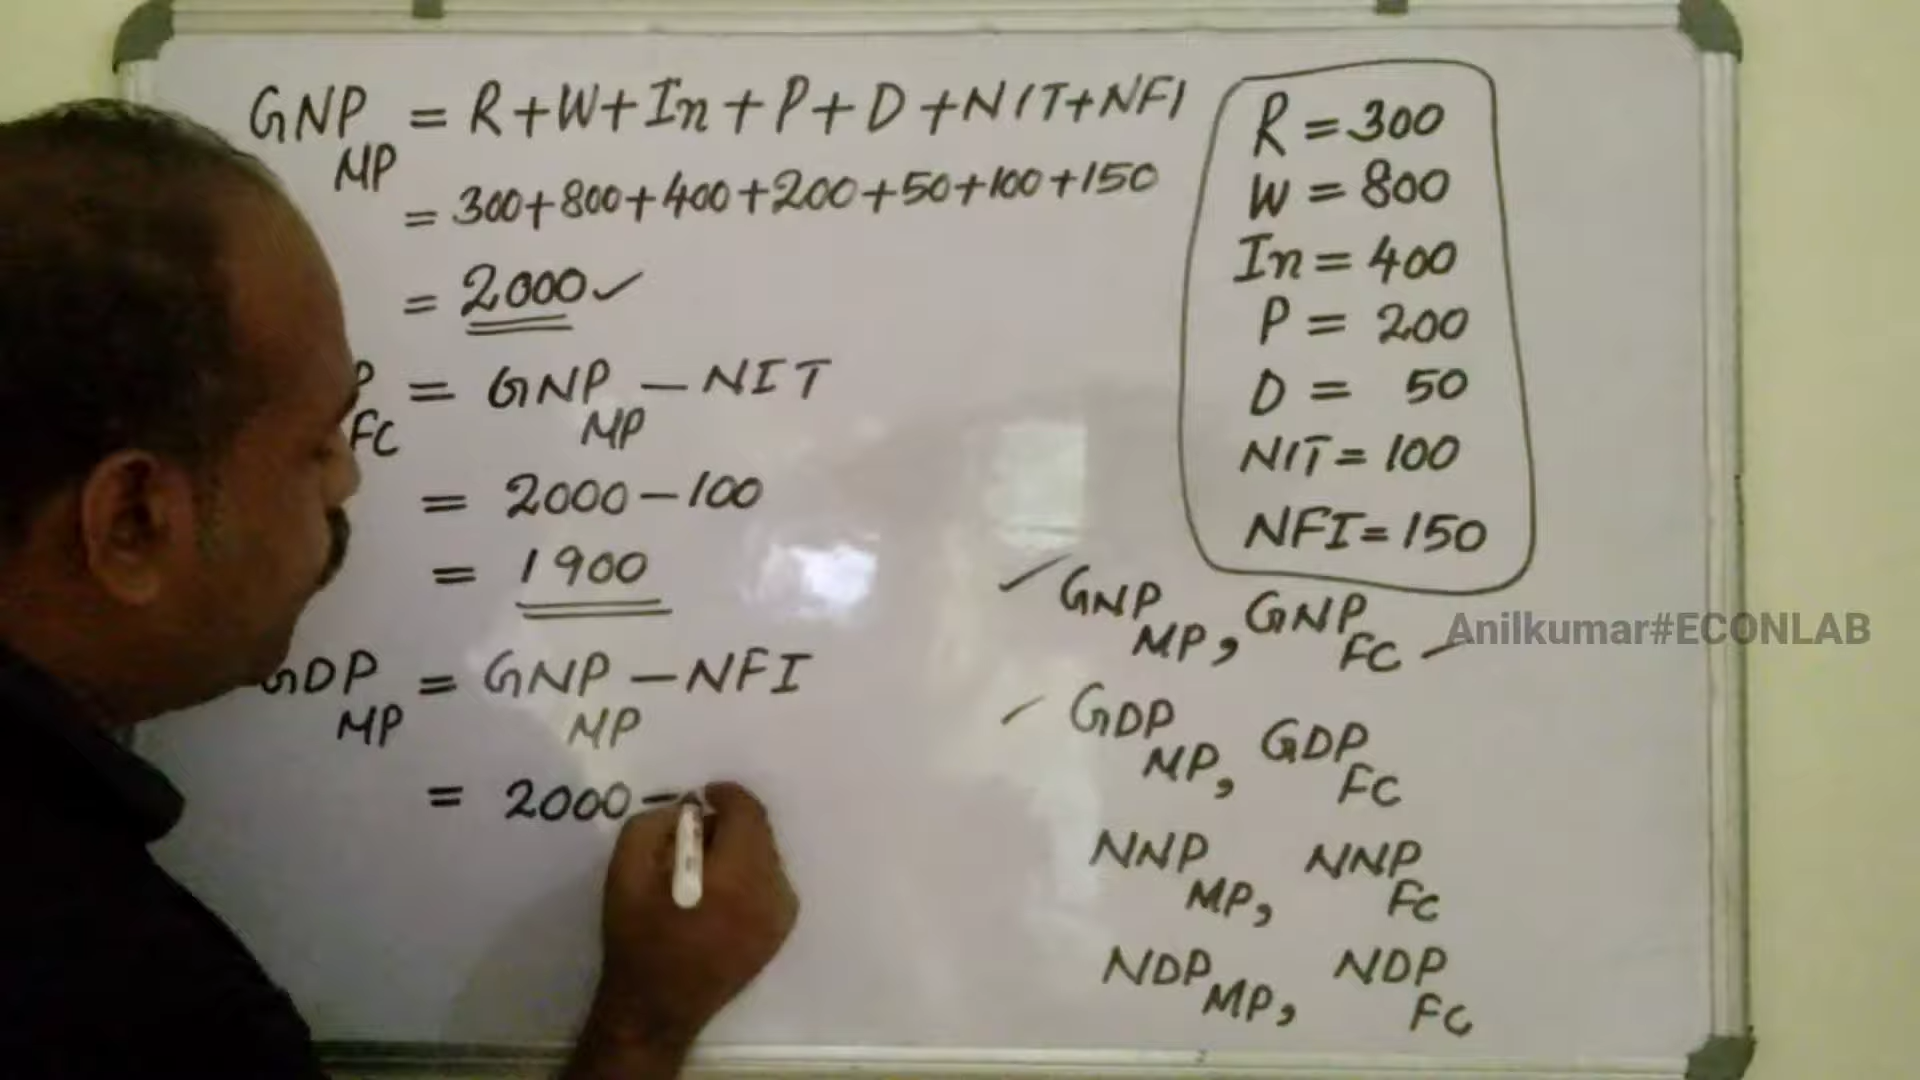 GNP MP = R+W+In+P+D+NIT+NFI
= 300+800+400+200+50+100+150
= 2000✓
P FC = GNP MP – NIT
= 2000–100
= 1900
GDP MP = GNP MP – NFI
= 2000–
R = 300
W = 800
In = 400
P = 200
D = 50
NIT = 100
NFI = 150
✓ GNP MP, GNP FC ✓
✓ GDP MP, GDP FC
NNP MP, NNP FC
NDP MP, NDP FC
Anilkumar#ECONLAB